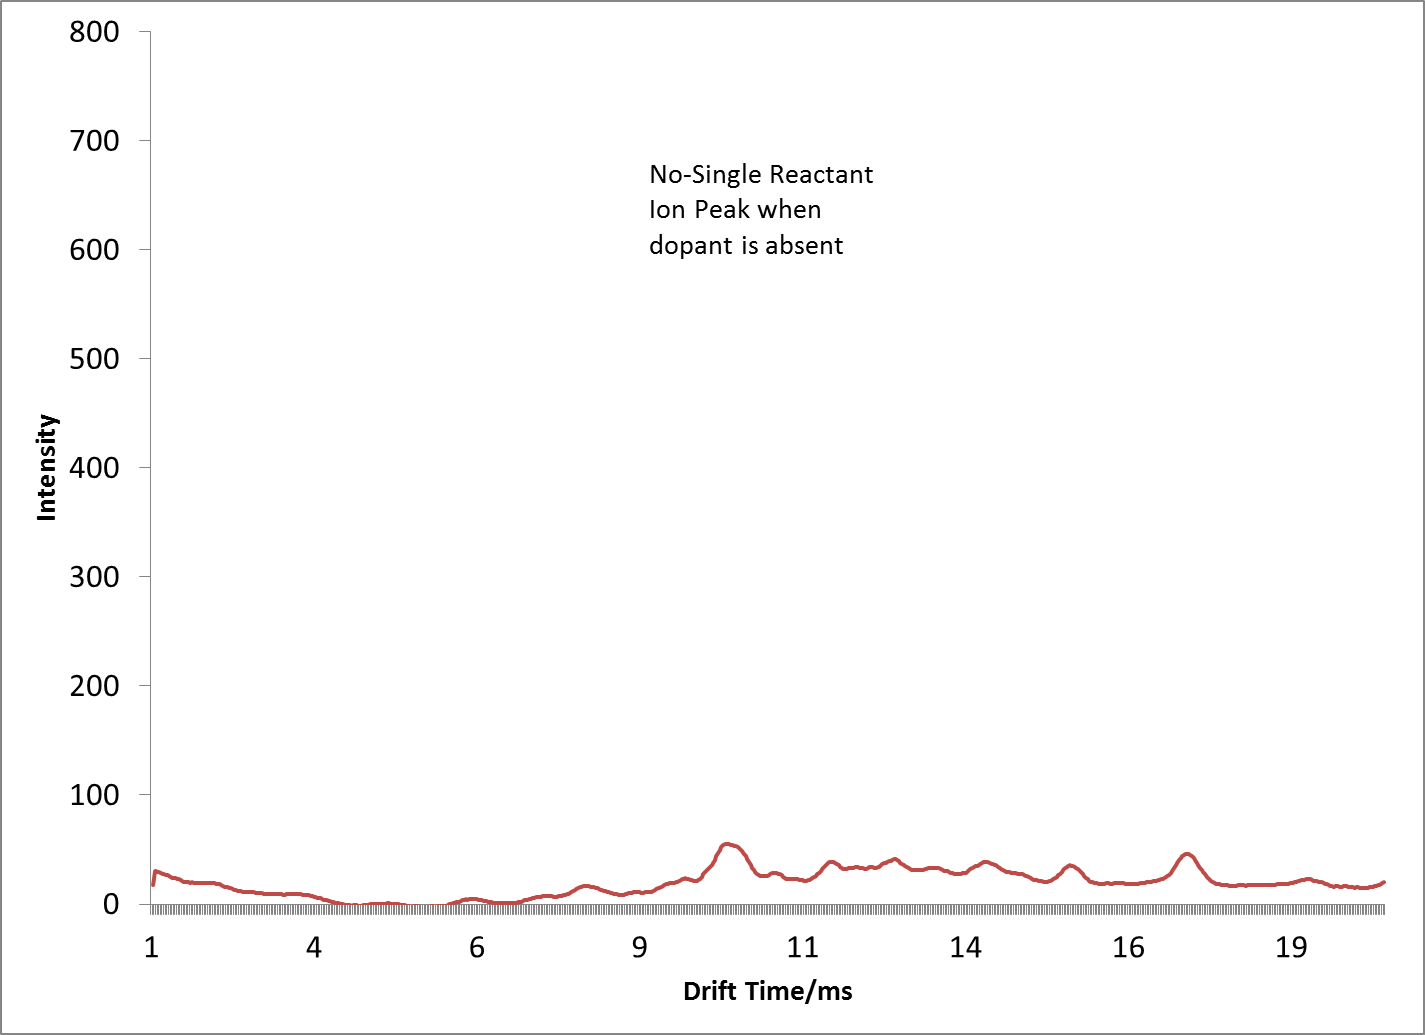 800
700
600
500
400
300
200
100
0
Intensity
No-Single Reactant
Ion Peak when
dopant is absent
1 4 6 9 11 14 16 19
Drift Time/ms